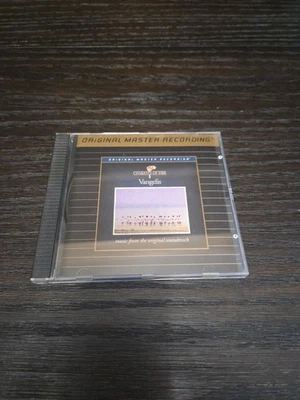 ORIGINAL MASTER RECORDING
ORIGINAL MASTER RECORDING
CHARIOTS OF FIRE
Vangelis
music from the original soundtrack